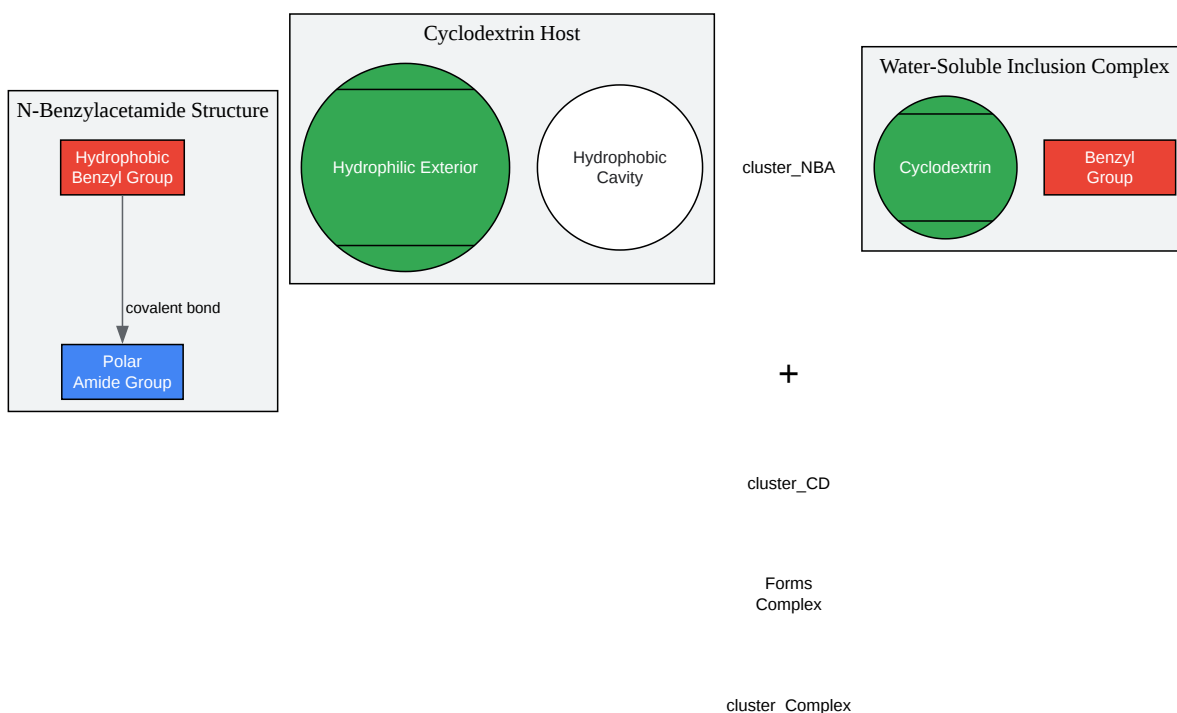 N-Benzylacetamide Structure
Hydrophobic
Benzyl Group
covalent bond
Polar
Amide Group
Cyclodextrin Host
Hydrophilic Exterior
Hydrophobic
Cavity
cluster_NBA
+
cluster_CD
Forms
Complex
cluster_Complex
Water-Soluble Inclusion Complex
Cyclodextrin
Benzyl
Group